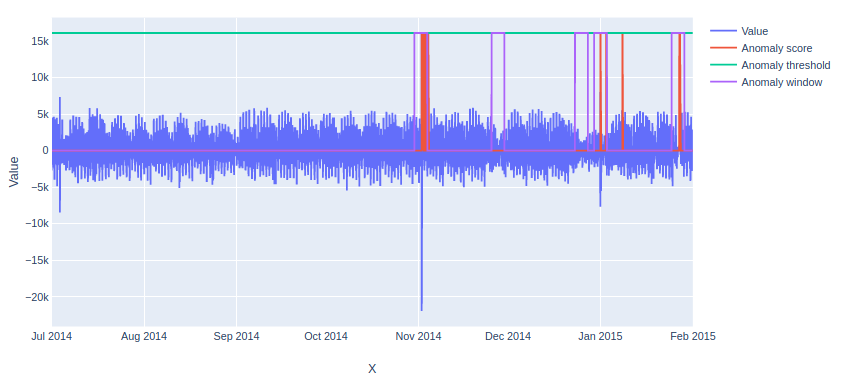 15k
10k
5k
0
−5k
−10k
−15k
−20k
Value
Jul 2014
Aug 2014
Sep 2014
Oct 2014
Nov 2014
Dec 2014
Jan 2015
Feb 2015
X
Value
Anomaly score
Anomaly threshold
Anomaly window